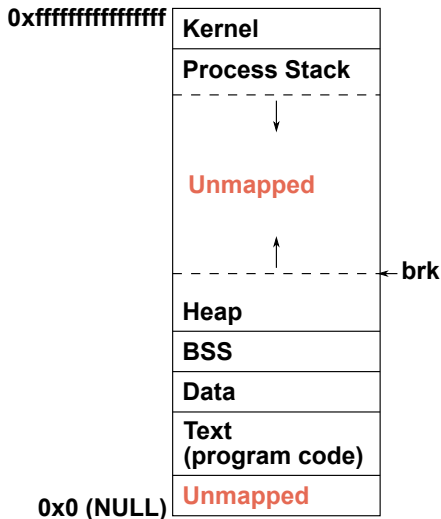 0xffffffffffffffff
Kernel
Process Stack
Unmapped
brk
Heap
BSS
Data
Text
(program code)
Unmapped
0x0 (NULL)